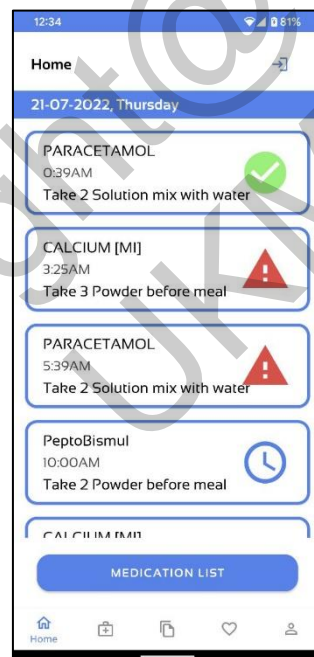 12:34
81%
Home
21-07-2022, Thursday
PARACETAMOL
0:39AM
Take 2 Solution mix with water
CALCIUM [MI]
3:25AM
Take 3 Powder before meal
PARACETAMOL
5:39AM
Take 2 Solution mix with water
PeptoBismul
10:00AM
Take 2 Powder before meal
CALCIUM [MI]
MEDICATION LIST
Home